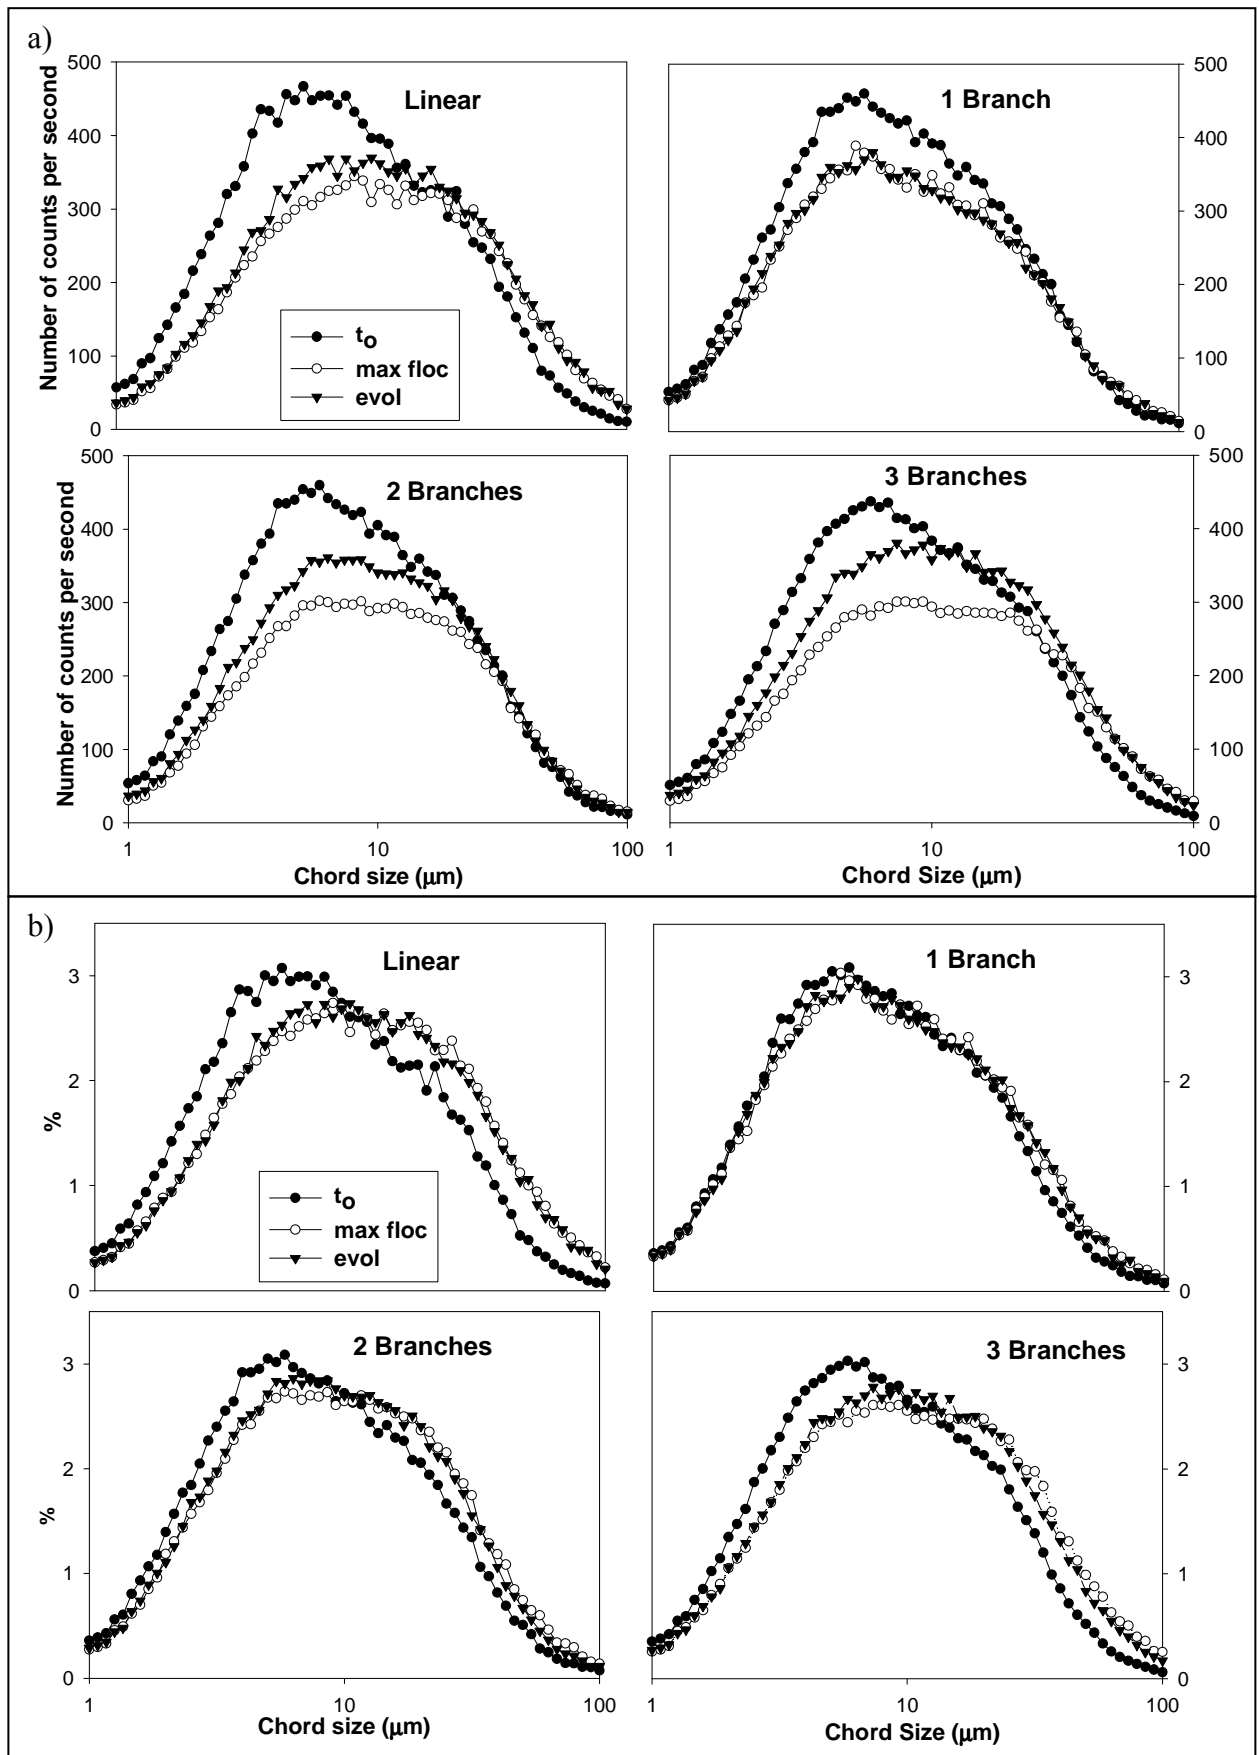 a)
500
400
300
200
100
0
Number of counts per second
Linear
t0
max floc
evol
1 Branch
500
400
300
200
100
0
500
400
300
200
100
0
Number of counts per second
2 Branches
1
10
100
Chord size (μm)
3 Branches
500
400
300
200
100
0
1
10
100
Chord Size (μm)
b)
3
2
1
0
%
Linear
t0
max floc
evol
1 Branch
3
2
1
0
3
2
1
0
%
2 Branches
1
10
100
Chord size (μm)
3 Branches
3
2
1
0
1
10
100
Chord Size (μm)